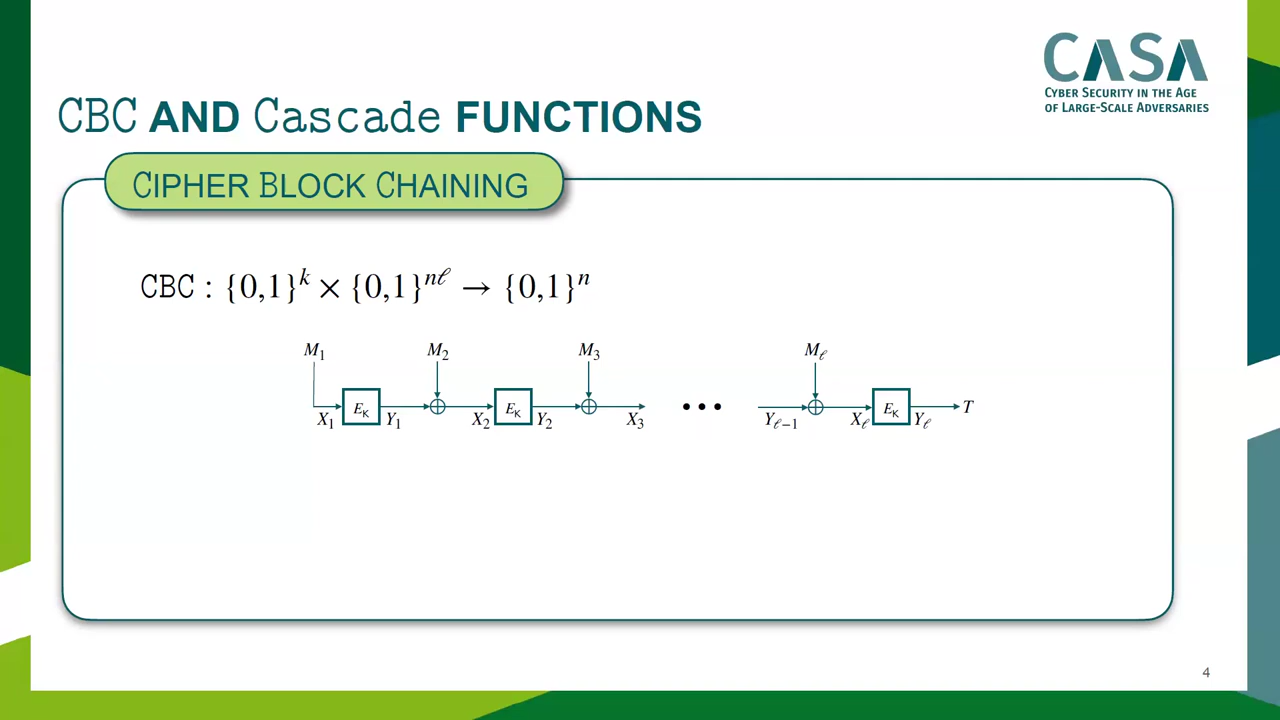 CASA
CYBER SECURITY IN THE AGE
OF LARGE-SCALE ADVERSARIES
CBC AND Cascade FUNCTIONS
CIPHER BLOCK CHAINING
CBC : {0,1}^k × {0,1}^{nℓ} → {0,1}^n
M₁ M₂ M₃ M_ℓ
X₁ E_K Y₁ ⊕ X₂ E_K Y₂ ⊕ X₃ ••• Y_{ℓ−1} ⊕ X_ℓ E_K Y_ℓ T
4